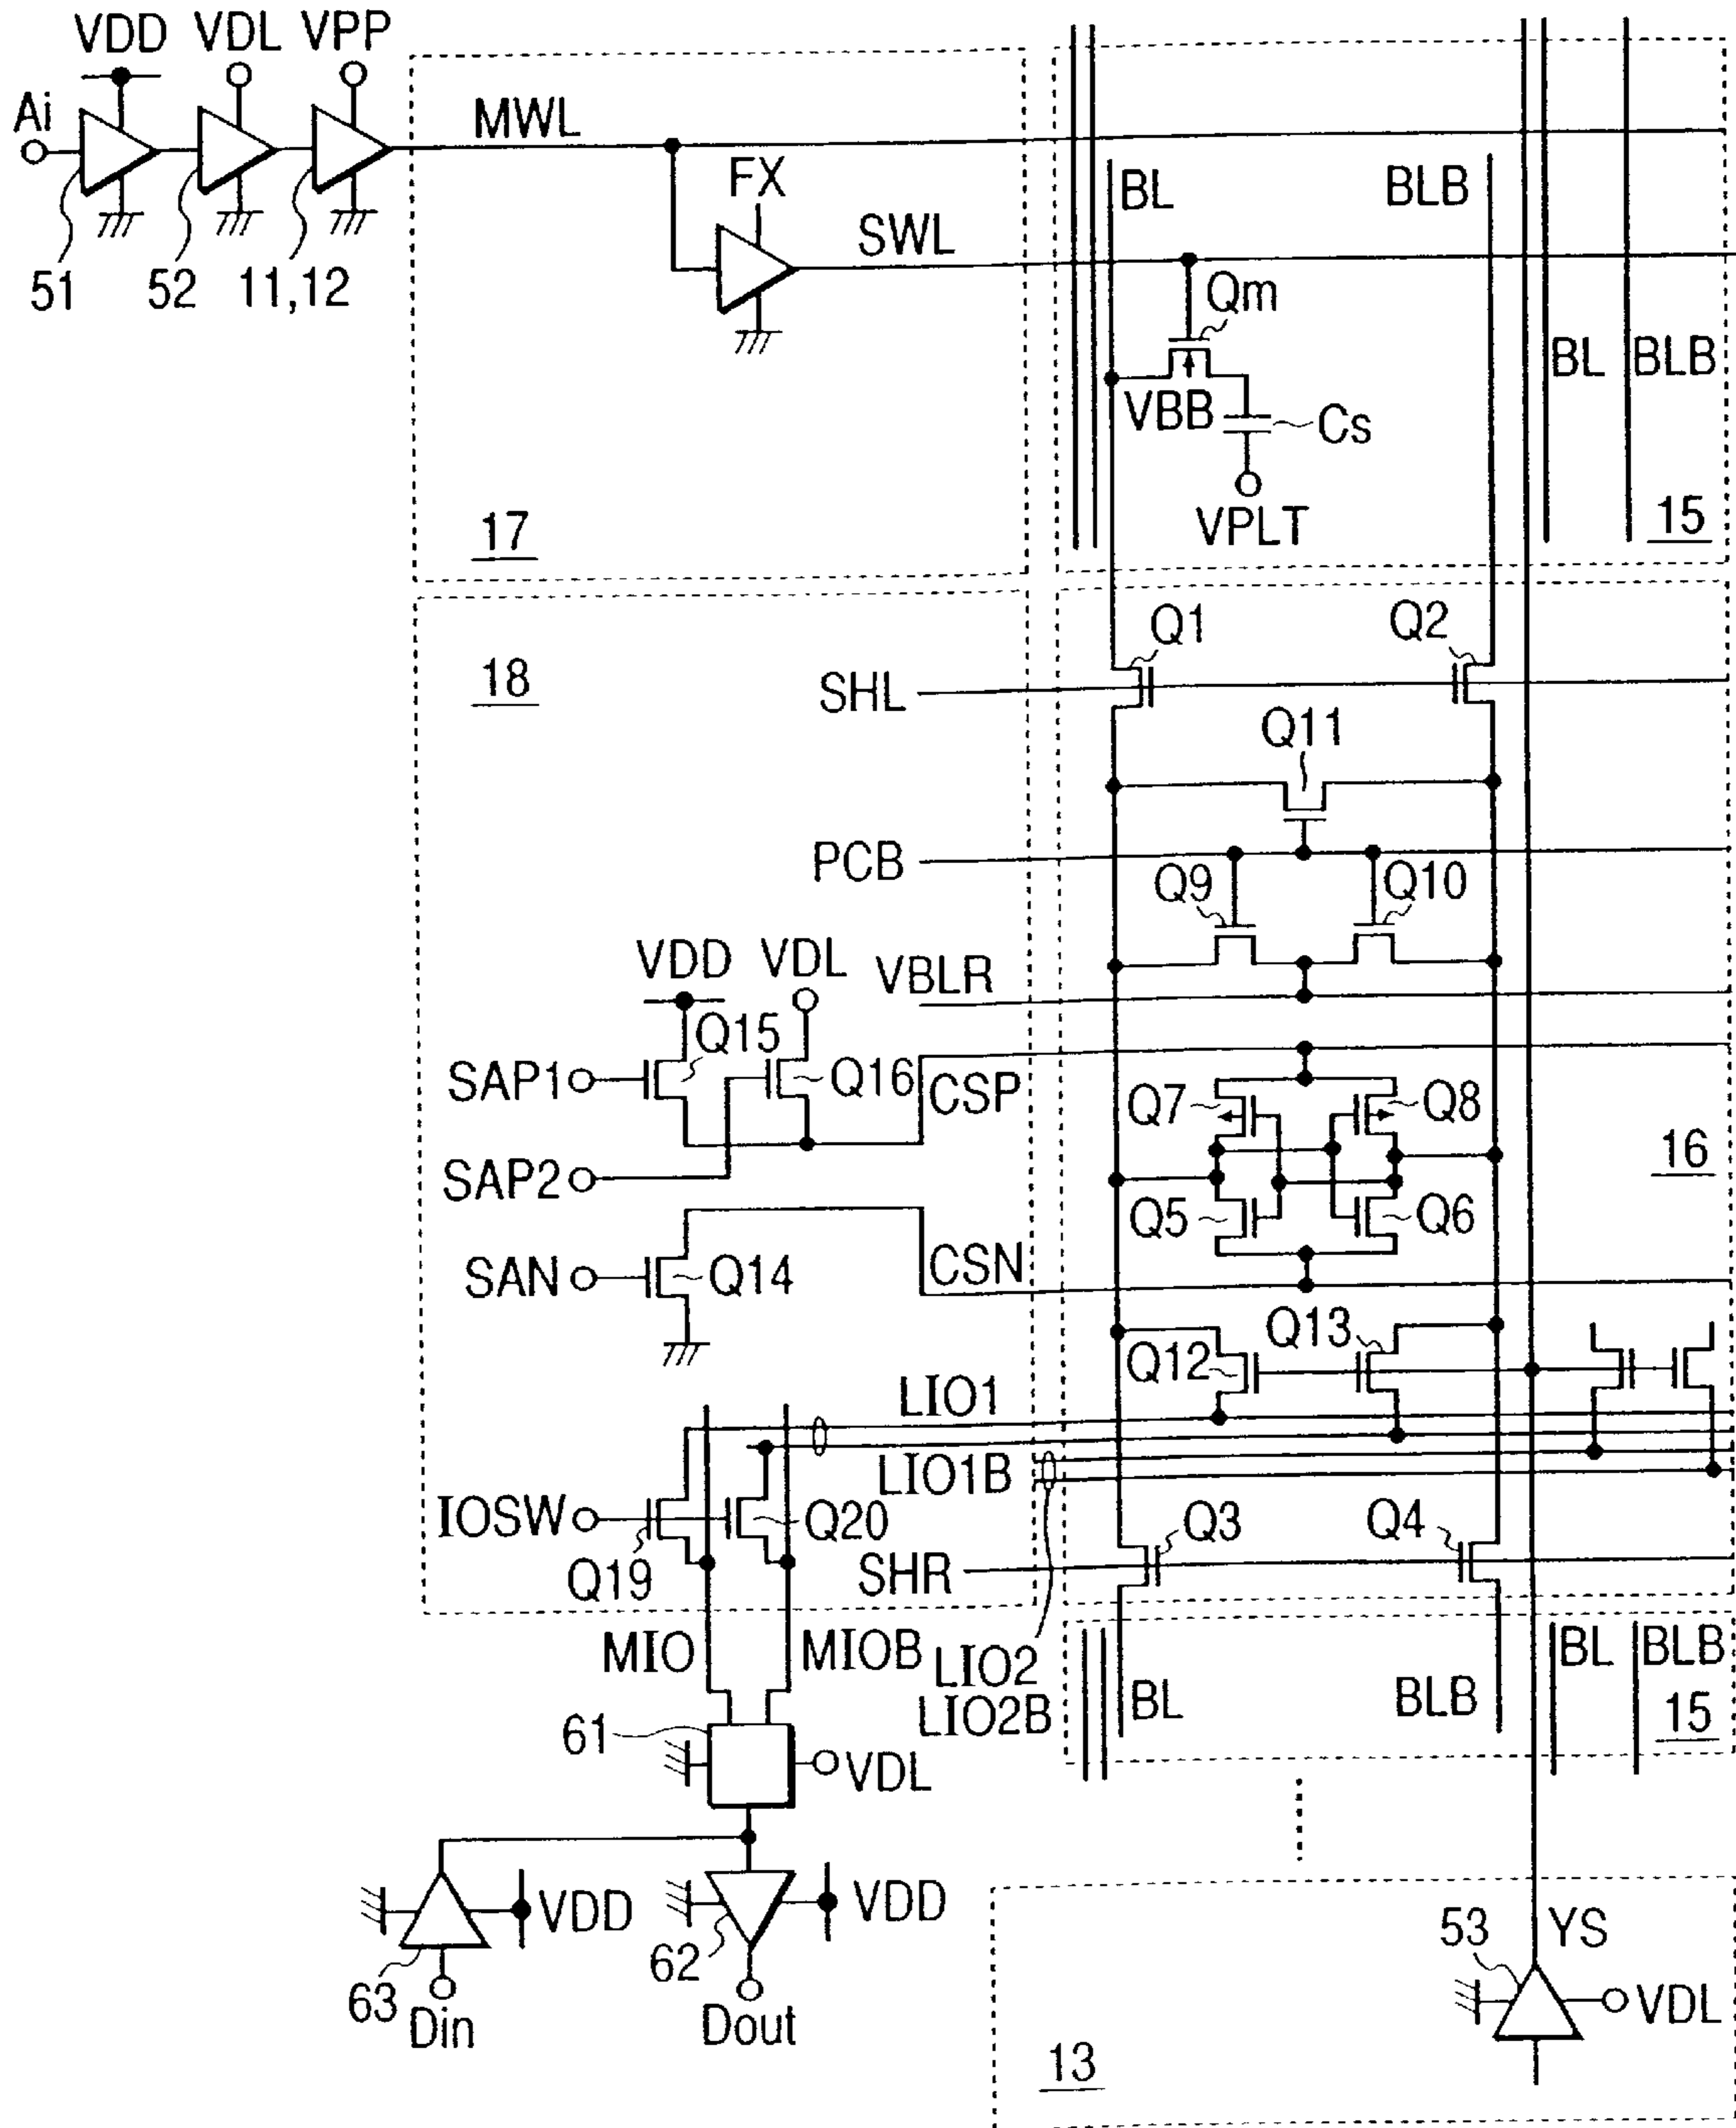 VDD VDL VPP
Ai
MWL
FX
BL
BLB
SWL
51
52
11,12
Qm
BL
BLB
VBB
Cs
VPLT
17
15
Q1
Q2
18
SHL
Q11
PCB
Q9
Q10
VDD
VDL
VBLR
Q15
SAP1
Q16
CSP
Q7
Q8
16
SAP2
Q5
Q6
SAN
Q14
CSN
Q13
Q12
LIO1
LIO1B
IOSW
Q20
Q3
Q4
Q19
SHR
MIO
MIOB
LIO2
LIO2B
BL
BLB
BL
BLB
15
61
VDL
VDD
VDD
62
63
Din
Dout
53
YS
VDL
13